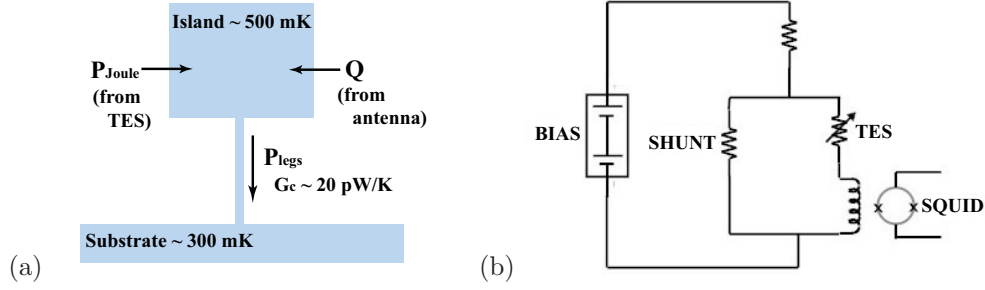 Island ~ 500 mK
PJoule
(from
TES)
Q
(from
antenna)
Plegs
Gc ~ 20 pW/K
Substrate ~ 300 mK
(a)
BIAS
SHUNT
TES
SQUID
(b)